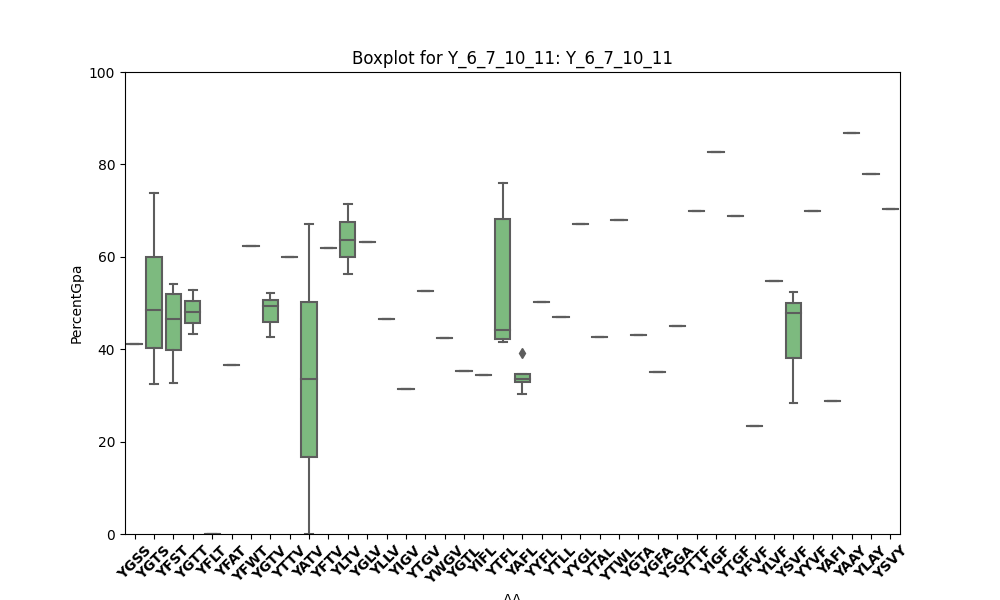 Boxplot for Y_6_7_10_11: Y_6_7_10_11
100
80
60
40
20
0
PercentGpa
YGSS
YGTS
YFST
YGTT
YFLT
YFAT
YFWT
YGTV
YTTV
YATV
YFTV
YLTV
YGLV
YLLV
YIGV
YTGV
YWGV
YGTL
YIFL
YTFL
YAFL
YYFL
YTLL
YYGL
YTAL
YTWL
YGTA
YGFA
YSGA
YTTF
YIGF
YTGF
YFVF
YLVF
YSVF
YYVF
YAFI
YAAY
YLAY
YSVY
AA